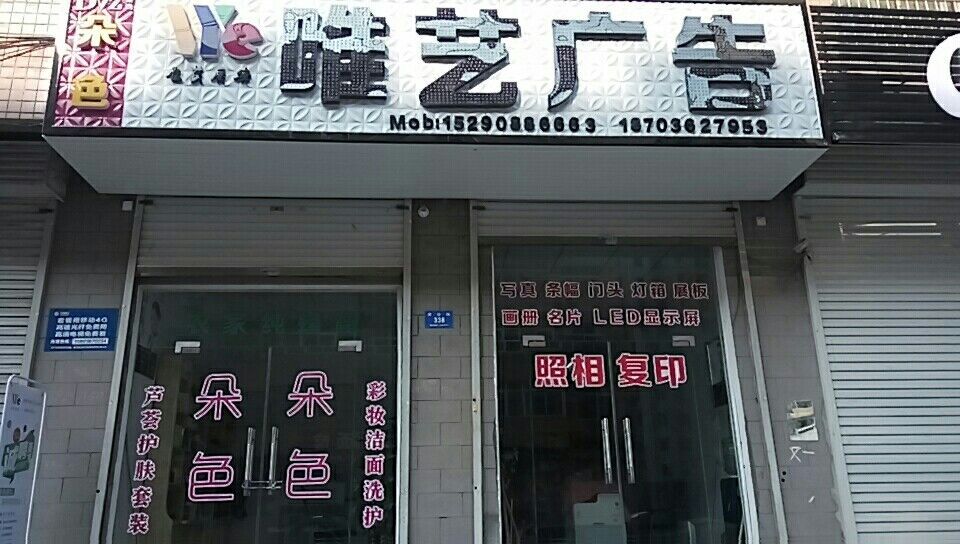 朵色
唯艺广告
Mobi15290886663 18703627953
写真 条幅 门头 灯箱 展板
画册 名片 LED显示屏
照相 复印
338
芦荟护肤套装
朵色
朵色
彩妆洁面洗护